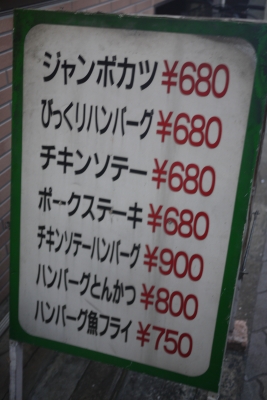 ジャンボカツ ¥680
びっくりハンバーグ ¥680
チキンソテー ¥680
ポークステーキ ¥680
チキンソテーハンバーグ ¥900
ハンバーグとんかつ ¥800
ハンバーグ魚フライ ¥750